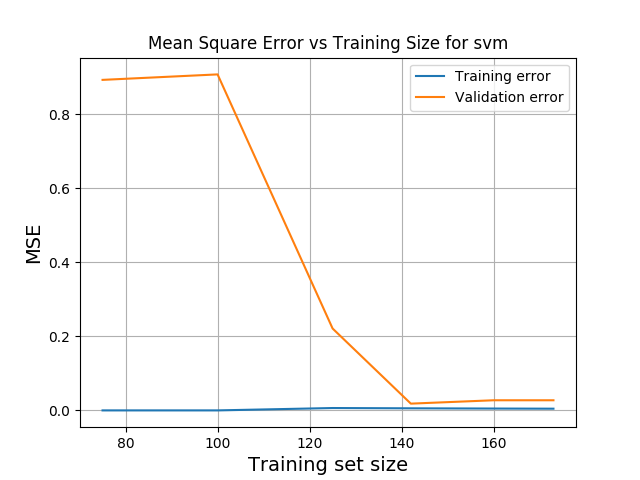 Mean Square Error vs Training Size for svm
Training error
Validation error
MSE
0.8
0.6
0.4
0.2
0.0
80 100 120 140 160
Training set size